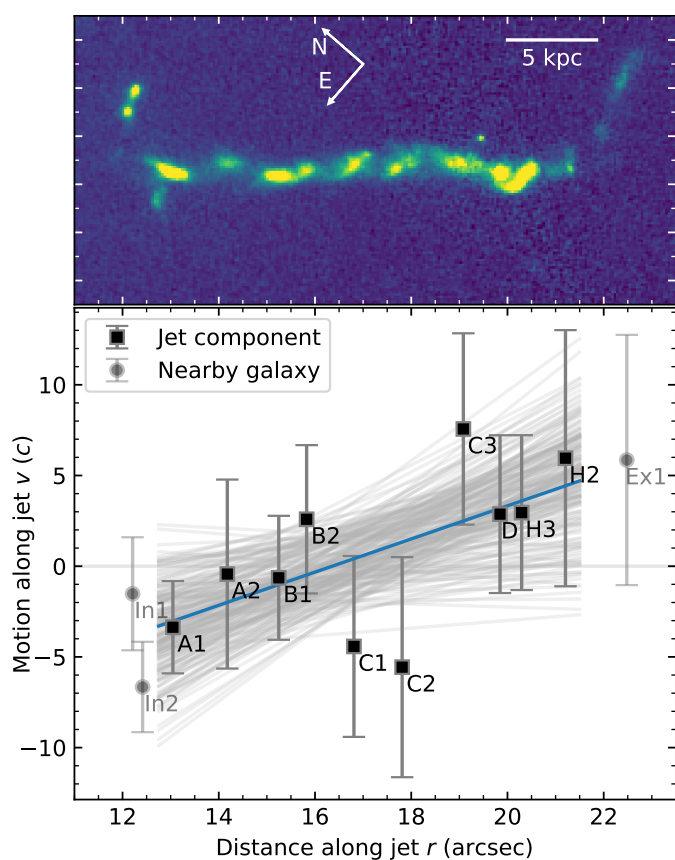 N
E
5 kpc
Jet component
Nearby galaxy
Motion along jet v (c)
10
5
0
−5
−10
In1
In2
A1
A2
B1
B2
C1
C2
C3
D
H3
H2
Ex1
12
14
16
18
20
22
Distance along jet r (arcsec)